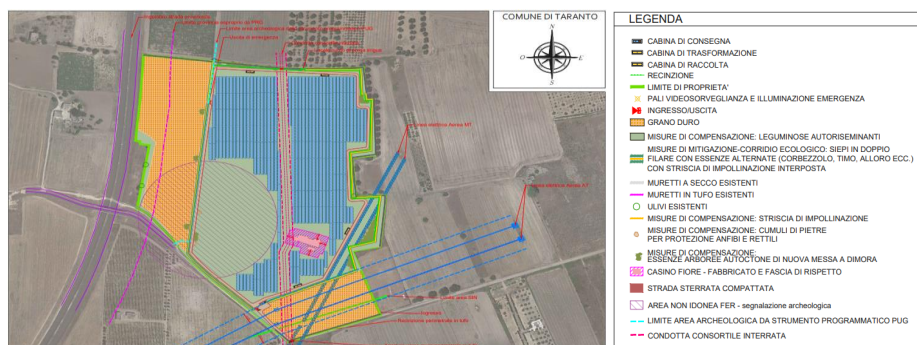 COMUNE DI TARANTO
N
O
E
S
LEGENDA
CABINA DI CONSEGNA
CABINA DI TRASFORMAZIONE
CABINA DI RACCOLTA
RECINZIONE
LIMITE DI PROPRIETA'
PALI VIDEOSORVEGLIANZA E ILLUMINAZIONE EMERGENZA
INGRESSO/USCITA
GRANO DURO
MISURE DI COMPENSAZIONE: LEGUMINOSE AUTORISEMINANTI
MISURE DI MITIGAZIONE-CORRIDIO ECOLOGICO: SIEPI IN DOPPIO
FILARE CON ESSENZE ALTERNATE (CORBEZZOLO, TIMO, ALLORO ECC.)
CON STRISCIA DI IMPOLLINAZIONE INTERPOSTA
MURETTI A SECCO ESISTENTI
MURETTI IN TUFO ESISTENTI
ULIVI ESISTENTI
MISURE DI COMPENSAZIONE: STRISCIA DI IMPOLLINAZIONE
MISURE DI COMPENSAZIONE: CUMULI DI PIETRE
PER PROTEZIONE ANFIBI E RETTILI
MISURE DI COMPENSAZIONE:
ESSENZE ARBOREE AUTOCTONE DI NUOVA MESSA A DIMORA
CASINO FIORE - FABBRICATO E FASCIA DI RISPETTO
STRADA STERRATA COMPATTATA
AREA NON IDONEA FER - segnalazione archeologica
LIMITE AREA ARCHEOLOGICA DA STRUMENTO PROGRAMMATICO PUG
CONDOTTA CONSORTILE INTERRATA
Linea elettrica Aerea MT